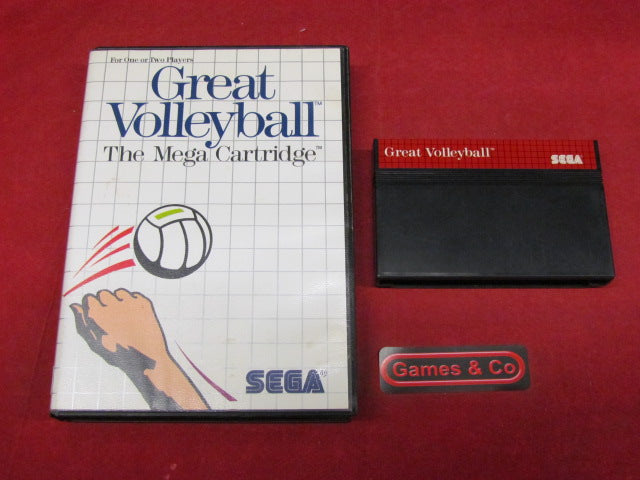 For One or Two Players
Great
Volleyball™
The Mega Cartridge™
SEGA®
Great Volleyball™
SEGA
Games & Co